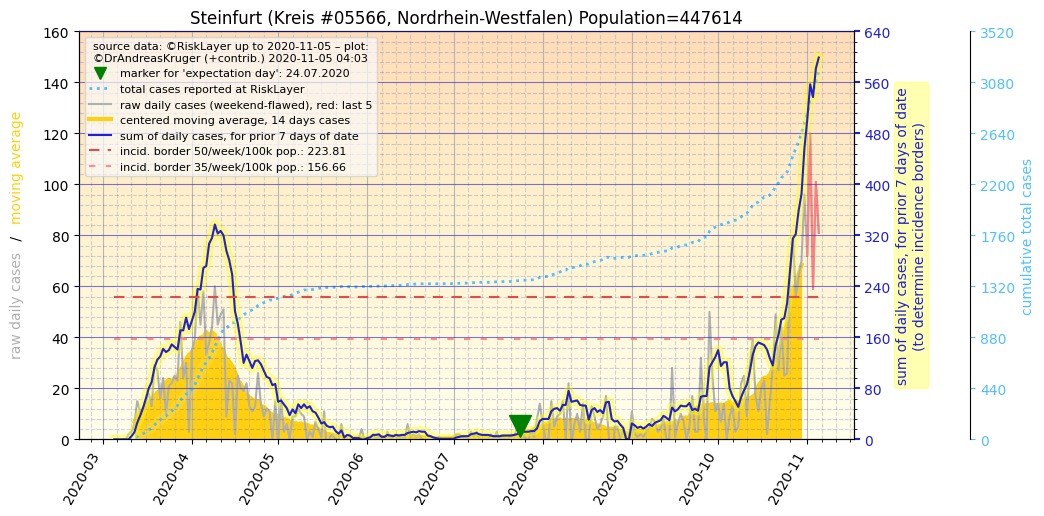 Steinfurt (Kreis #05566, Nordrhein-Westfalen) Population=447614
source data: ©RiskLayer up to 2020-11-05 – plot:
©DrAndreasKruger (+contrib.) 2020-11-05 04:03
marker for 'expectation day': 24.07.2020
total cases reported at RiskLayer
raw daily cases (weekend-flawed), red: last 5
centered moving average, 14 days cases
sum of daily cases, for prior 7 days of date
incid. border 50/week/100k pop.: 223.81
incid. border 35/week/100k pop.: 156.66
raw daily cases / moving average
160
140
120
100
80
60
40
20
0
640
560
480
400
320
240
160
80
0
sum of daily cases, for prior 7 days of date
(to determine incidence borders)
3520
3080
2640
2200
1760
1320
880
440
0
cumulative total cases
2020-03
2020-04
2020-05
2020-06
2020-07
2020-08
2020-09
2020-10
2020-11